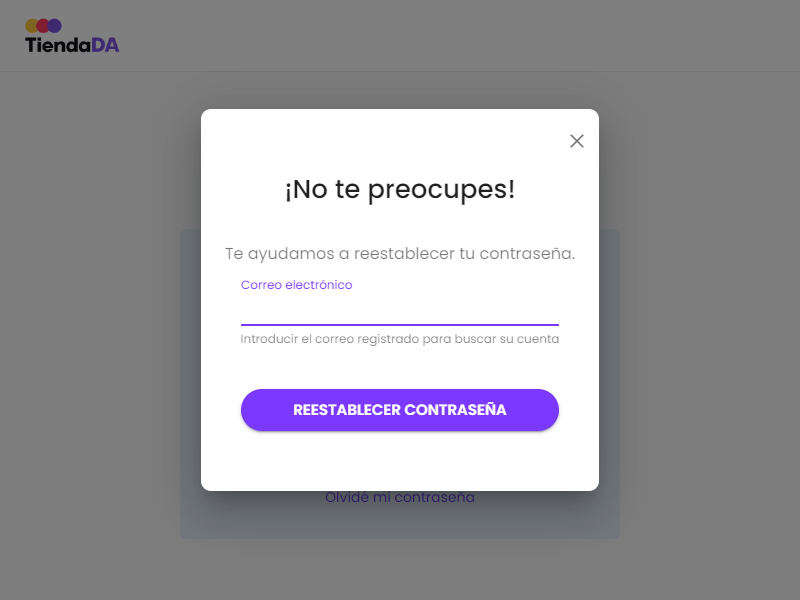 TiendaDA
¡No te preocupes!
Te ayudamos a reestablecer tu contraseña.
Correo electrónico
Introducir el correo registrado para buscar su cuenta
REESTABLECER CONTRASEÑA
Olvidé mi contraseña